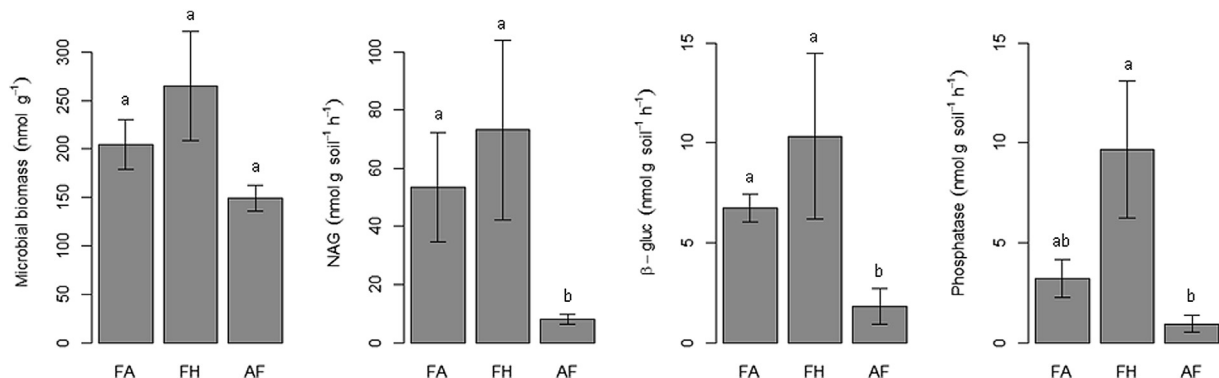 Microbial biomass (nmol g⁻¹)
300
250
200
150
100
50
0
a
a
a
FA FH AF
NAG (nmol g soil⁻¹ h⁻¹)
100
80
60
40
20
0
a
a
b
FA FH AF
β − gluc (nmol g soil⁻¹ h⁻¹)
15
10
5
0
a
a
b
FA FH AF
Phosphatase (nmol g soil⁻¹ h⁻¹)
15
10
5
0
ab
a
b
FA FH AF